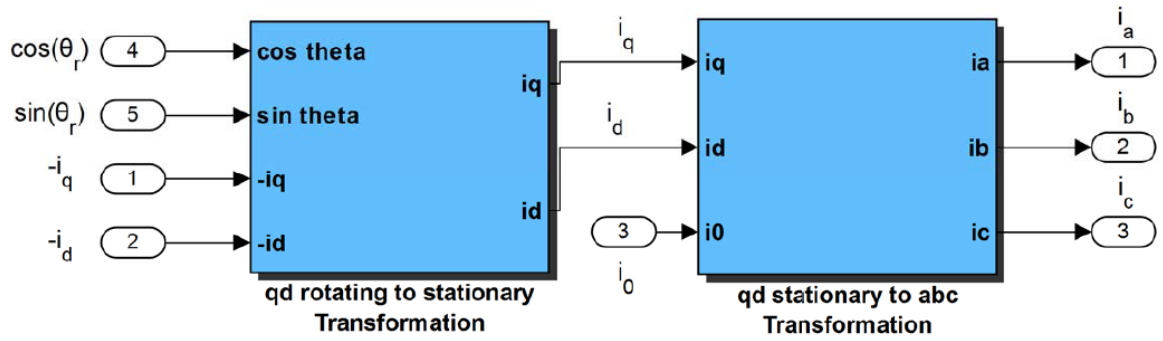 cos(θr) 4 cos theta
sin(θr) 5 sin theta
-iq 1 -iq
-id 2 -id
iq
id
qd rotating to stationary
Transformation
iq
id
3
i0
iq
id
i0
ia
ib
ic
qd stationary to abc
Transformation
ia
1
ib
2
ic
3